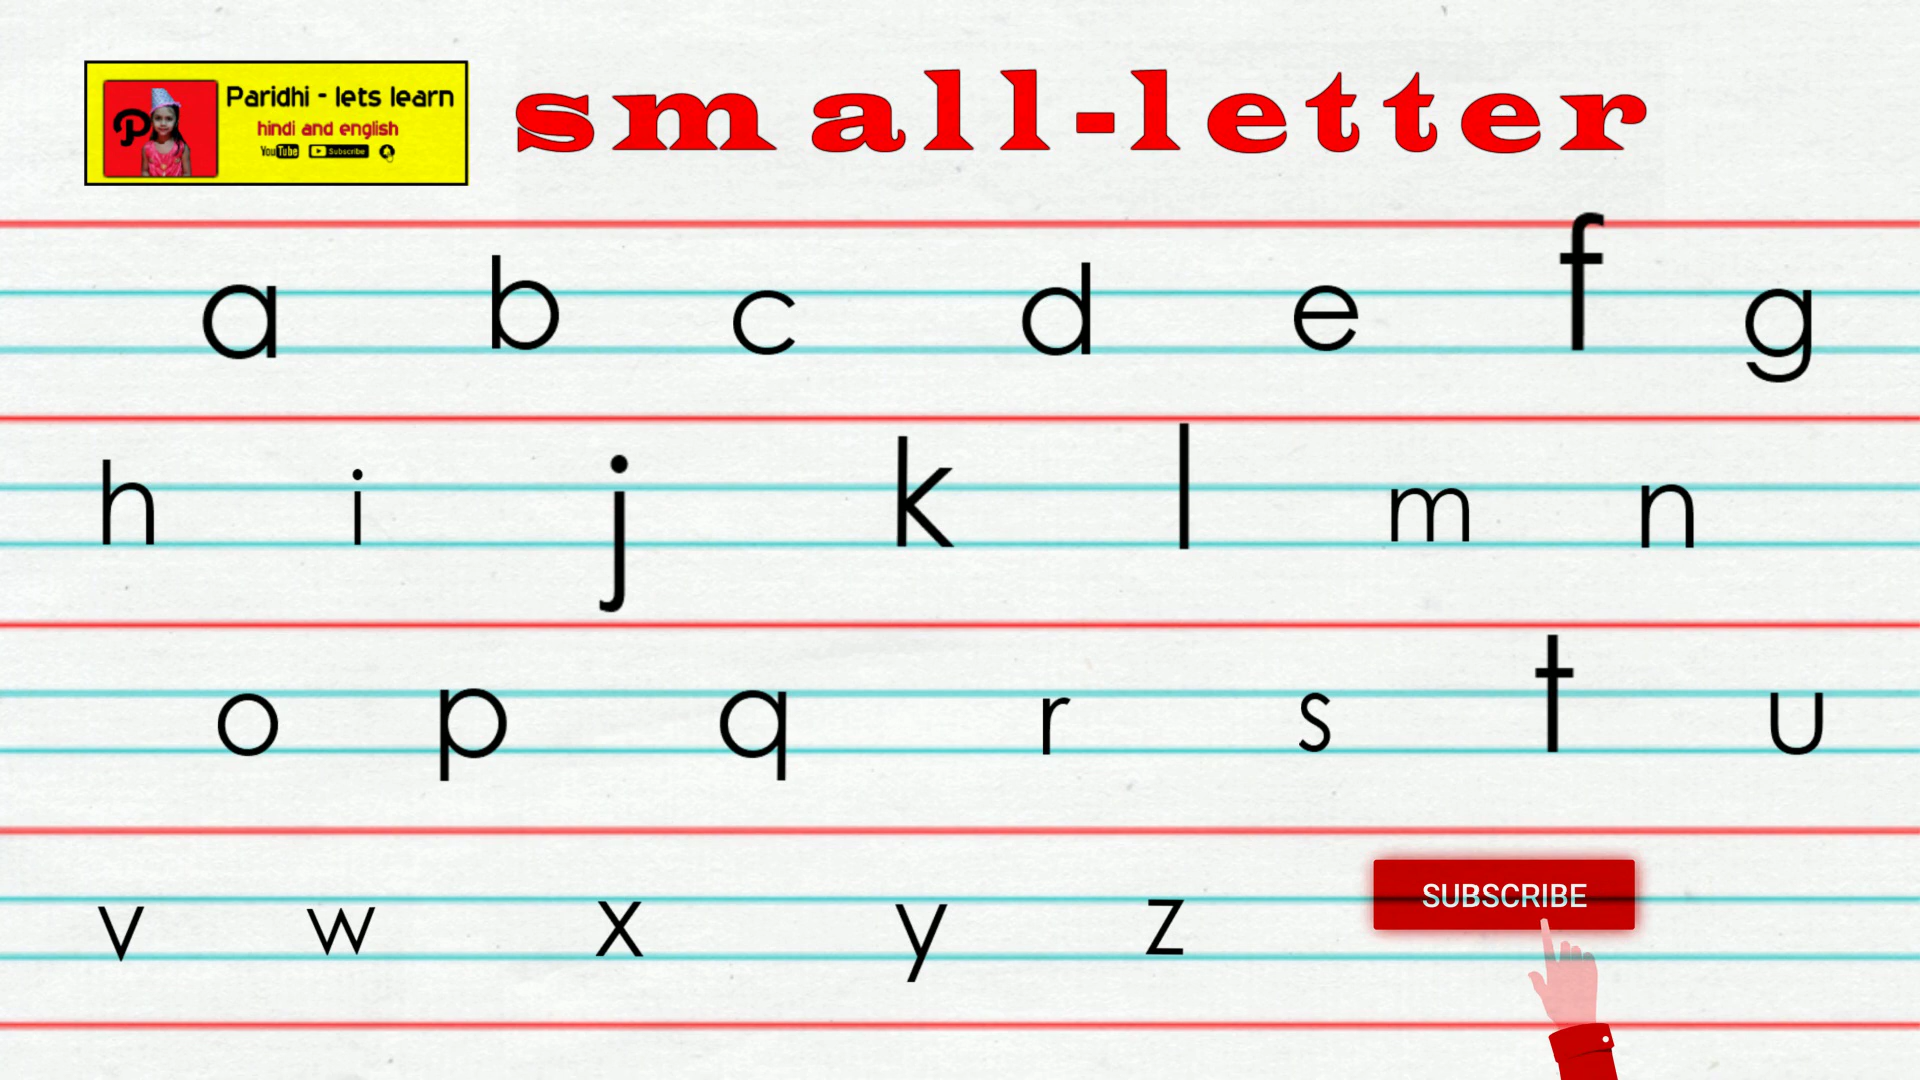 Paridhi - lets learn
hindi and english
YouTube Subscribe
small-letter
a b c d e f g
h i j k l m n
o p q r s t u
v w x y z
SUBSCRIBE